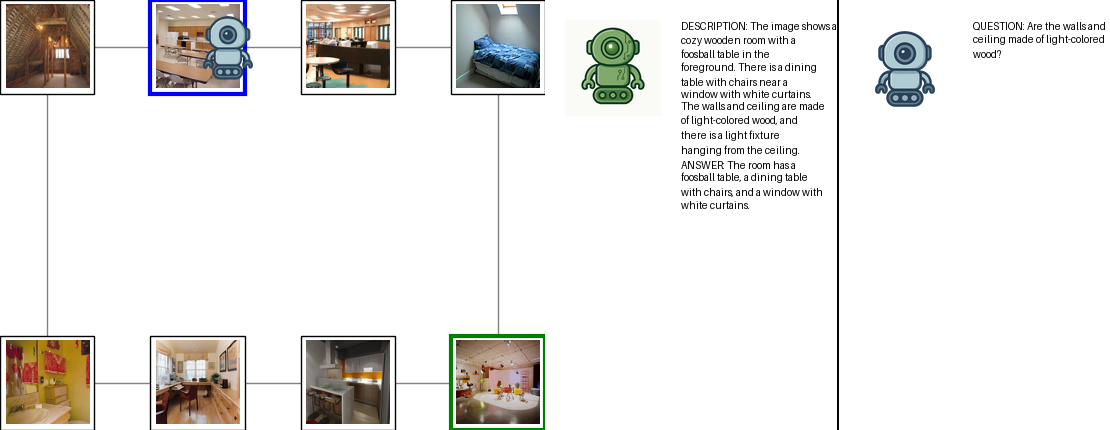 DESCRIPTION: The image shows a
cozy wooden room with a
foosball table in the
foreground. There is a dining
table with chairs near a
window with white curtains.
The walls and ceiling are made
of light-colored wood, and
there is a light fixture
hanging from the ceiling.
ANSWER: The room has a
foosball table, a dining table
with chairs, and a window with
white curtains.
QUESTION: Are the walls and
ceiling made of light-colored
wood?